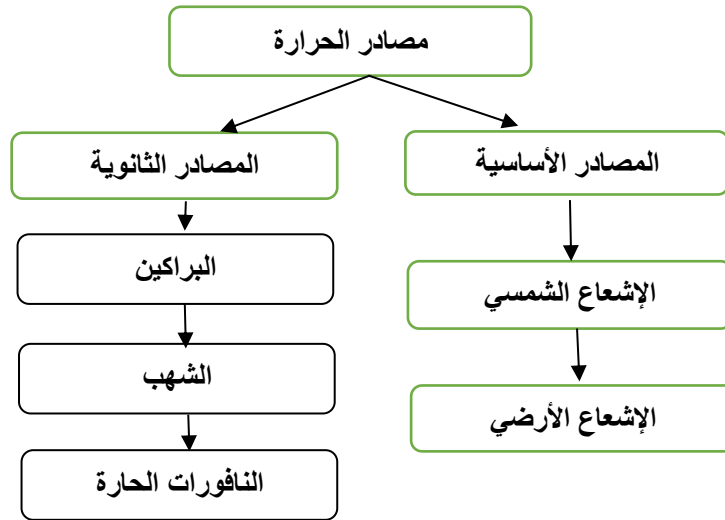 مصادر الحرارة
المصادر الأساسية
المصادر الثانوية
الإشعاع الشمسي
الإشعاع الأرضي
البراكين
الشهب
النافورات الحارة